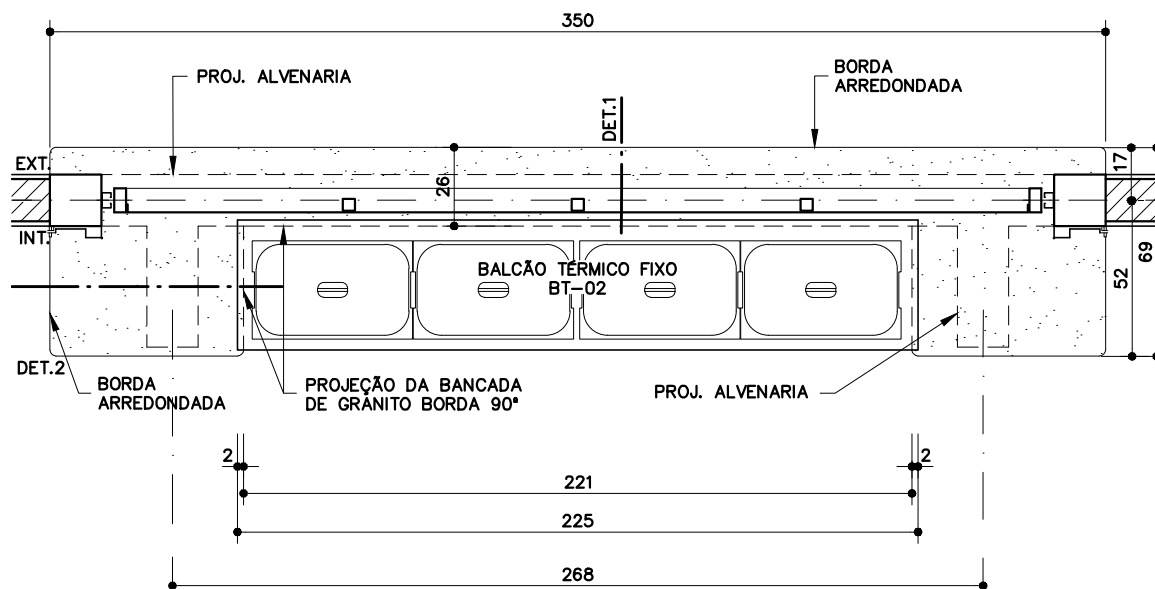 350
PROJ. ALVENARIA
BORDA
ARREDONDADA
DET.1
EXT.
26
17
INT.
BALCÃO TÉRMICO FIXO
BT-02
52
69
DET.2
BORDA
ARREDONDADA
PROJEÇÃO DA BANCADA
DE GRÂNITO BORDA 90°
PROJ. ALVENARIA
2
2
221
225
268